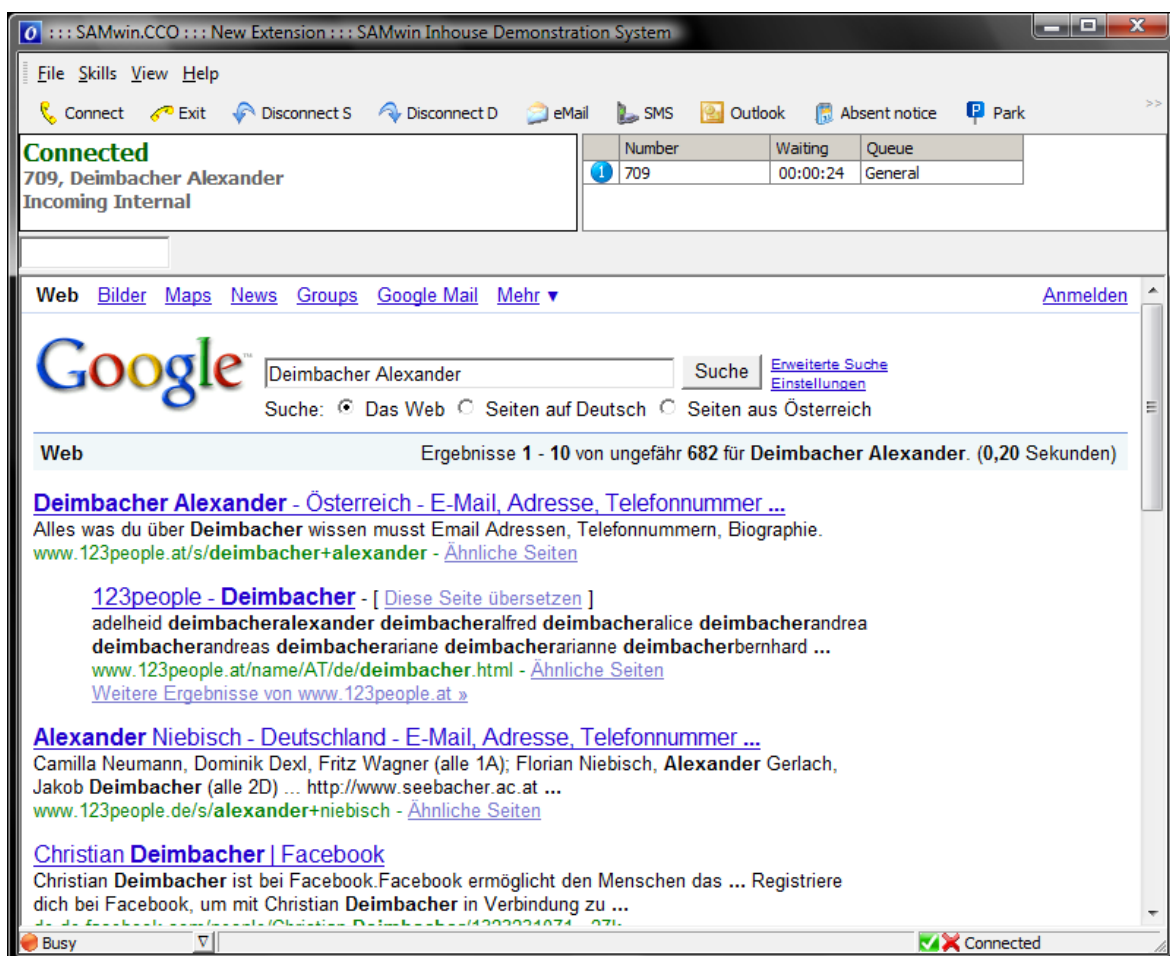 ::: SAMwin.CCO ::: New Extension ::: SAMwin Inhouse Demonstration System
File Skills View Help
Connect Exit Disconnect S Disconnect D eMail SMS Outlook Absent notice Park >>
Connected
709, Deimbacher Alexander
Incoming Internal
Number Waiting Queue
1 709 00:00:24 General
Web Bilder Maps News Groups Google Mail Mehr ▼ Anmelden
Google™ Deimbacher Alexander Suche Erweiterte Suche
Einstellungen
Suche: Das Web Seiten auf Deutsch Seiten aus Österreich
Web Ergebnisse 1 - 10 von ungefähr 682 für Deimbacher Alexander. (0,20 Sekunden)
Deimbacher Alexander - Österreich - E-Mail, Adresse, Telefonnummer ...
Alles was du über Deimbacher wissen musst Email Adressen, Telefonnummern, Biographie.
www.123people.at/s/deimbacher+alexander - Ähnliche Seiten
123people - Deimbacher - [ Diese Seite übersetzen ]
adelheid deimbacheralexander deimbacheralfred deimbacheralice deimbacherandrea
deimbacherandreas deimbacherariane deimbacherarianne deimbacherbernhard ...
www.123people.at/name/AT/de/deimbacher.html - Ähnliche Seiten
Weitere Ergebnisse von www.123people.at »
Alexander Niebisch - Deutschland - E-Mail, Adresse, Telefonnummer ...
Camilla Neumann, Dominik Dexl, Fritz Wagner (alle 1A); Florian Niebisch, Alexander Gerlach,
Jakob Deimbacher (alle 2D) ... http://www.seebacher.ac.at ...
www.123people.de/s/alexander+niebisch - Ähnliche Seiten
Christian Deimbacher | Facebook
Christian Deimbacher ist bei Facebook.Facebook ermöglicht den Menschen das ... Registriere
dich bei Facebook, um mit Christian Deimbacher in Verbindung zu ...
Busy Connected